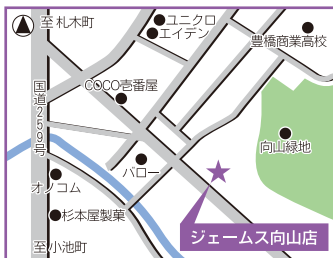 至札木町
ユニクロ
エイデン
豊橋商業高校
国道259号
COCO壱番屋
向山緑地
バロー
オノコム
杉本屋製菓
ジェームス向山店
至小池町